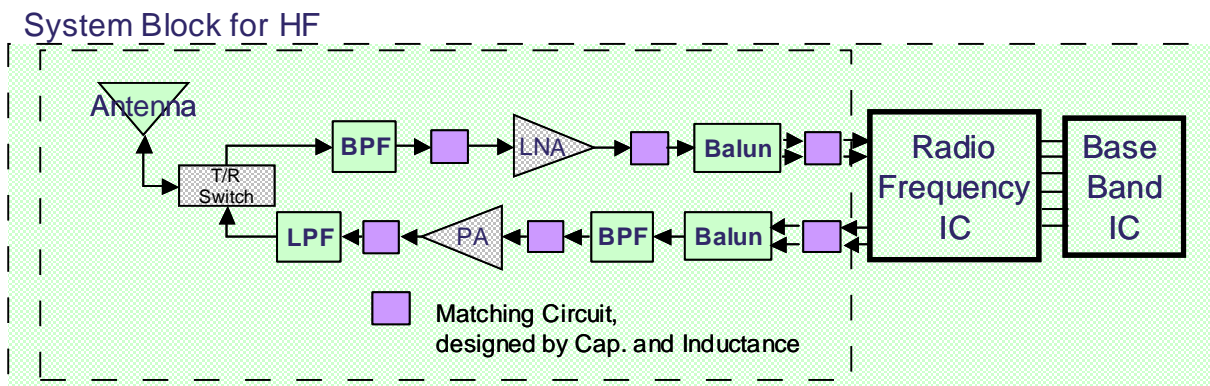 System Block for HF
Antenna
T/R
Switch
BPF
LNA
Balun
Radio
Frequency
IC
Base
Band
IC
LPF
PA
BPF
Balun
Matching Circuit,
designed by Cap. and Inductance